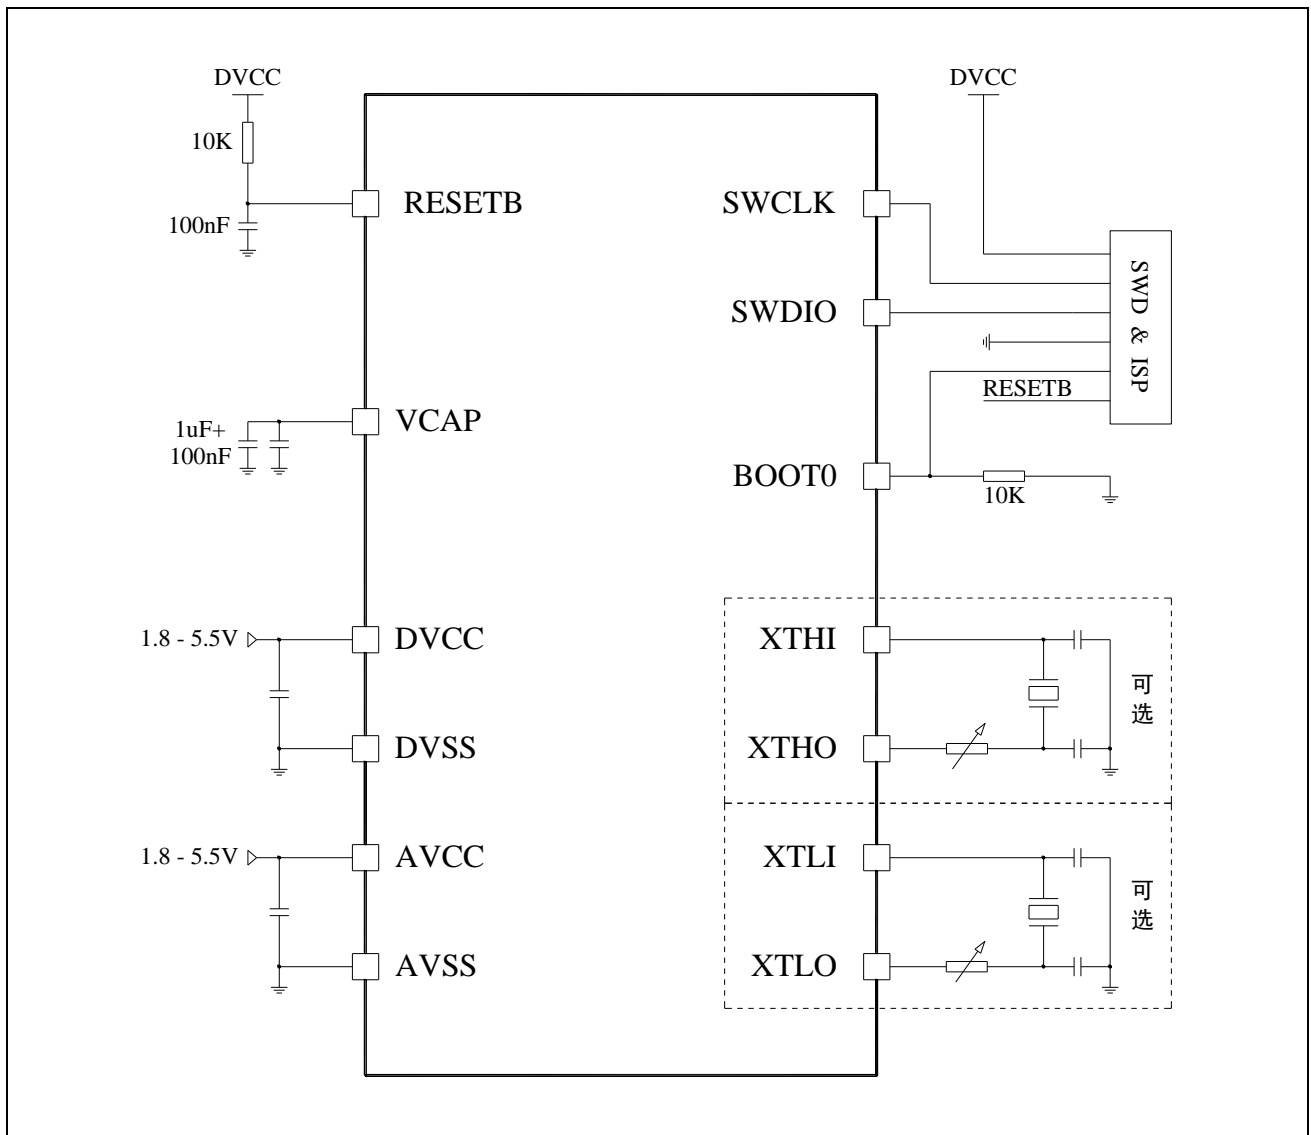 DVCC
DVCC
10K
RESETB
SWCLK
100nF
SWD & ISP
SWDIO
RESETB
VCAP
1uF+
100nF
BOOT0
10K
1.8 - 5.5V
DVCC
XTHI
可
选
DVSS
XTHO
1.8 - 5.5V
AVCC
XTLI
可
选
AVSS
XTLO